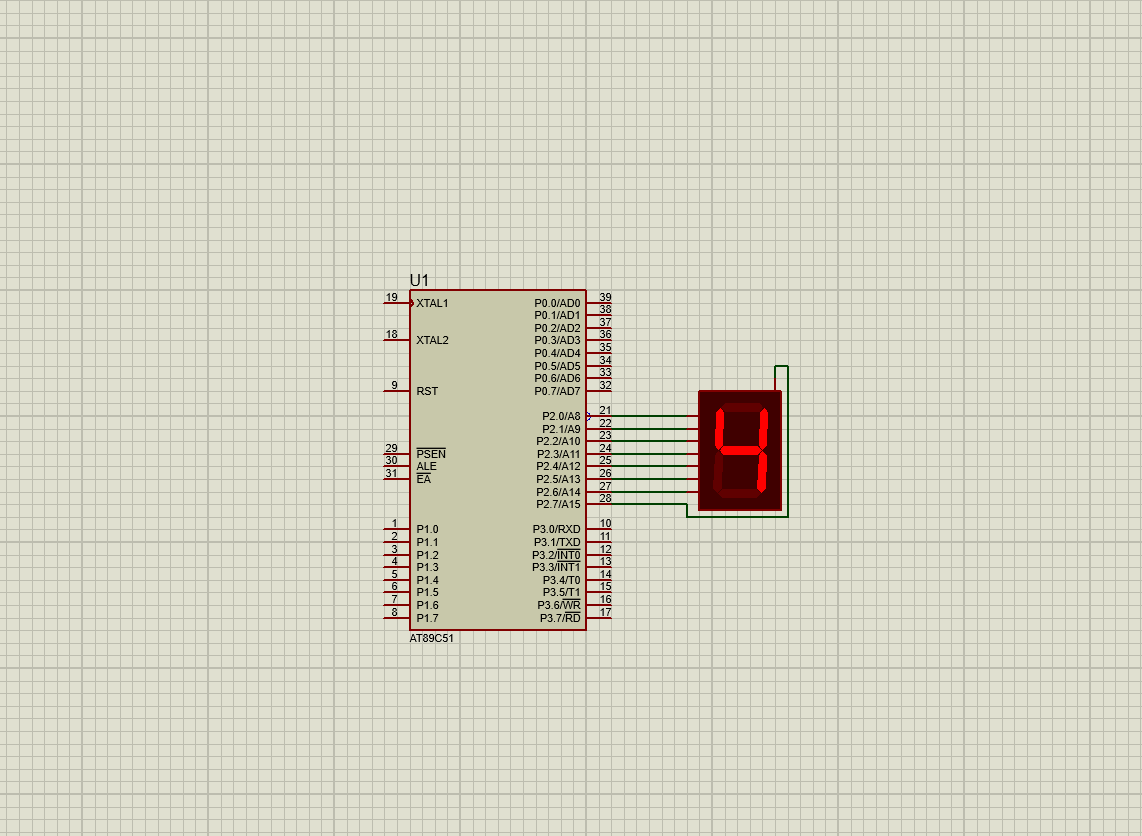 U1
19 XTAL1 P0.0/AD0 39
P0.1/AD1 38
P0.2/AD2 37
18 XTAL2 P0.3/AD3 36
P0.4/AD4 35
P0.5/AD5 34
P0.6/AD6 33
9 RST P0.7/AD7 32
P2.0/A8 21
P2.1/A9 22
P2.2/A10 23
29 PSEN P2.3/A11 24
30 ALE P2.4/A12 25
31 EA P2.5/A13 26
P2.6/A14 27
P2.7/A15 28
1 P1.0 P3.0/RXD 10
2 P1.1 P3.1/TXD 11
3 P1.2 P3.2/INT0 12
4 P1.3 P3.3/INT1 13
5 P1.4 P3.4/T0 14
6 P1.5 P3.5/T1 15
7 P1.6 P3.6/WR 16
8 P1.7 P3.7/RD 17
AT89C51
4